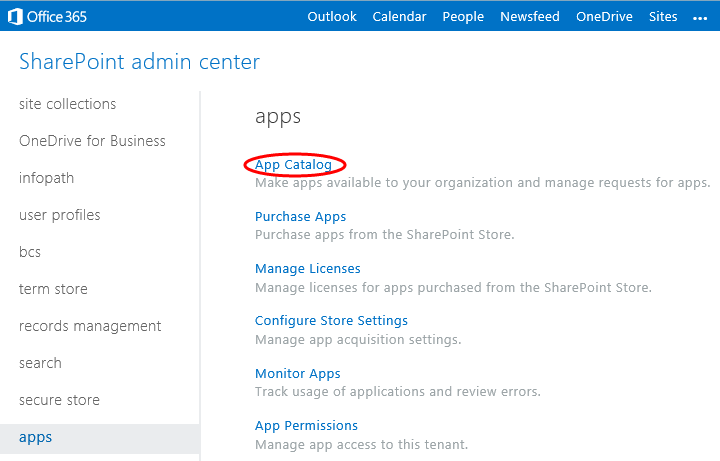 Office 365
Outlook Calendar People Newsfeed OneDrive Sites ...
SharePoint admin center
site collections
OneDrive for Business
infopath
user profiles
bcs
term store
records management
search
secure store
apps
apps
App Catalog
Make apps available to your organization and manage requests for apps.
Purchase Apps
Purchase apps from the SharePoint Store.
Manage Licenses
Manage licenses for apps purchased from the SharePoint Store.
Configure Store Settings
Manage app acquisition settings.
Monitor Apps
Track usage of applications and review errors.
App Permissions
Manage app access to this tenant.